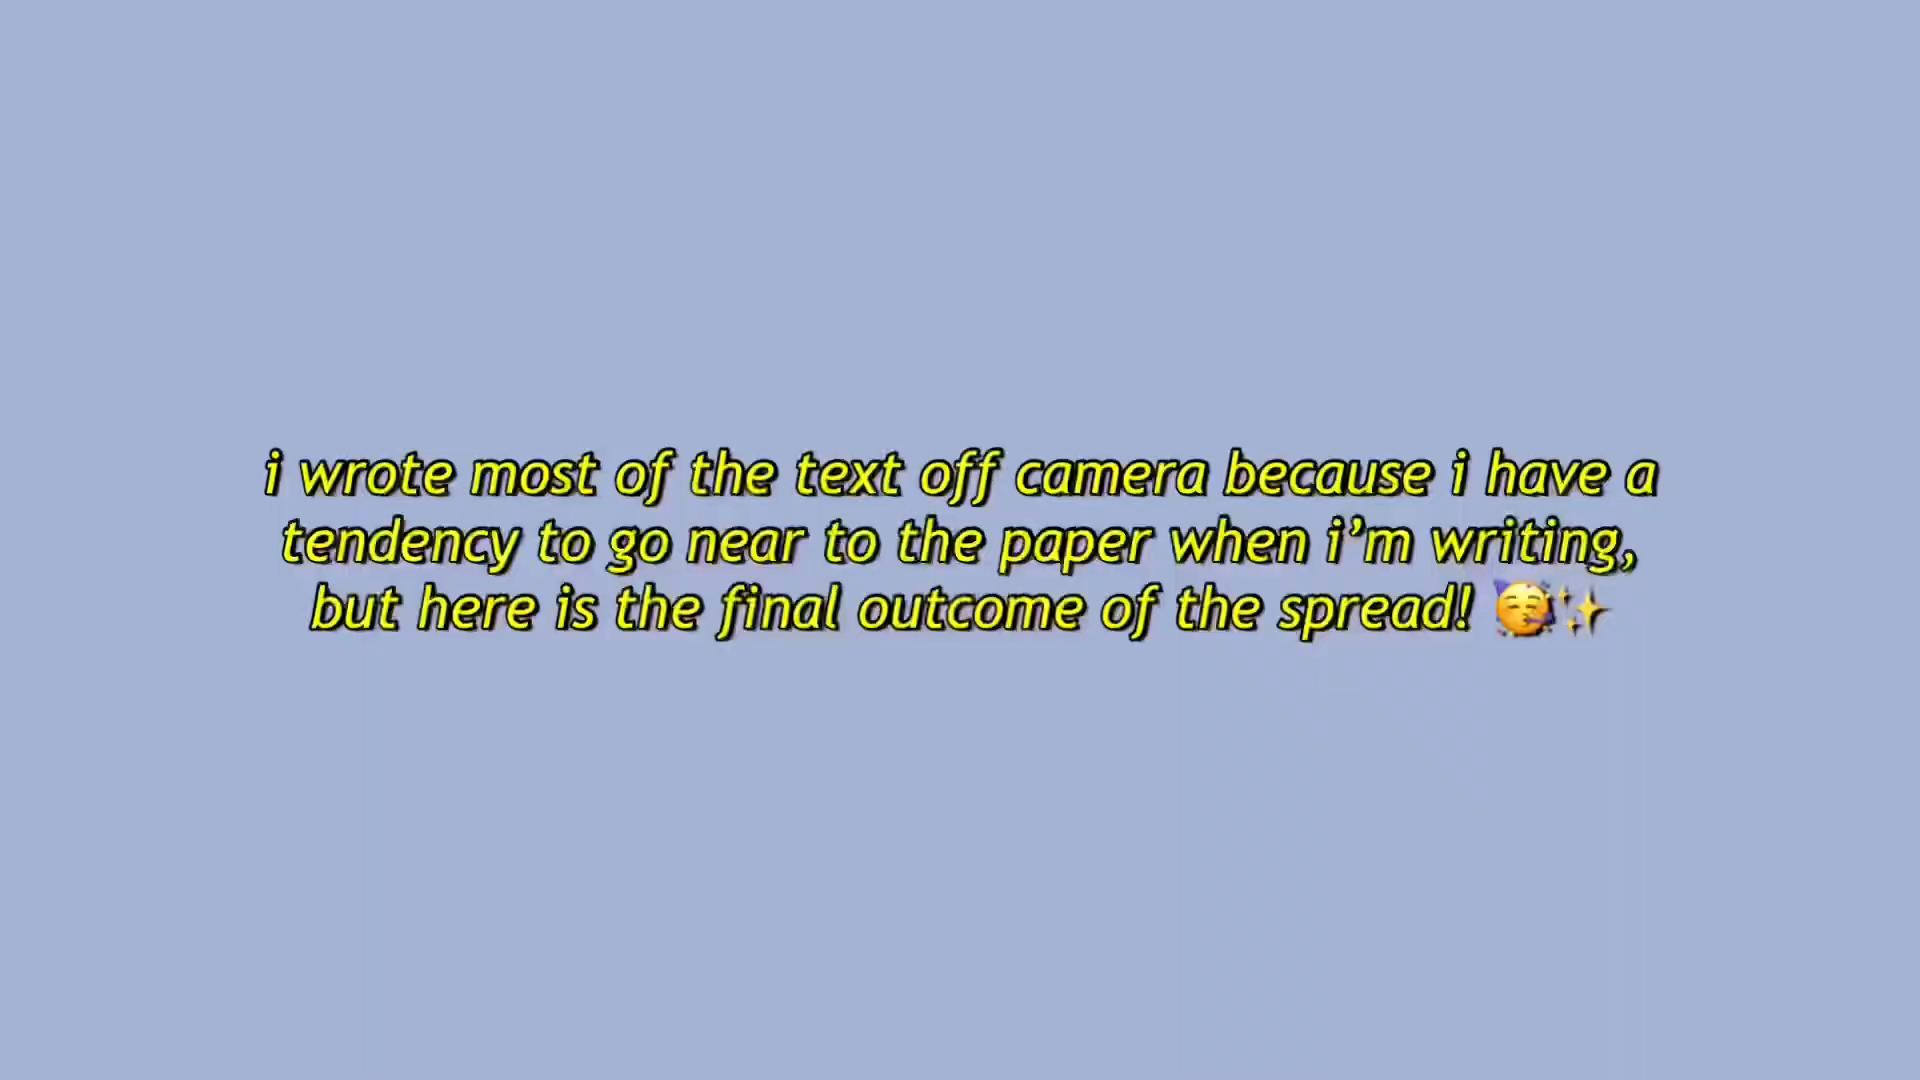 i wrote most of the text off camera because i have a
tendency to go near to the paper when i’m writing,
but here is the final outcome of the spread! 🥳✨